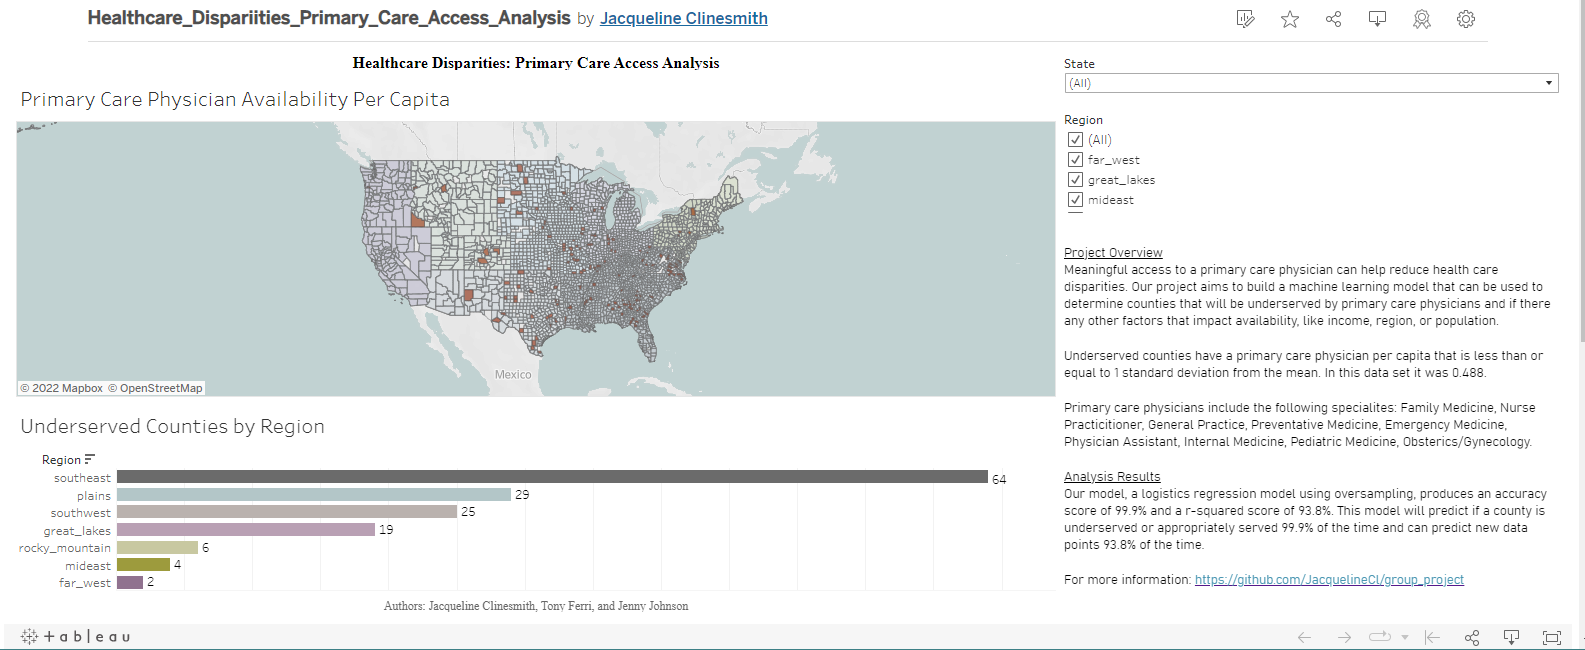 Healthcare_Dispariities_Primary_Care_Access_Analysis by Jacqueline Clinesmith
Healthcare Disparities: Primary Care Access Analysis
Primary Care Physician Availability Per Capita
Mexico
© 2022 Mapbox © OpenStreetMap
Underserved Counties by Region
Region
southeast 64
plains 29
southwest 25
great_lakes 19
rocky_mountain 6
mideast 4
far_west 2
Authors: Jacqueline Clinesmith, Tony Ferri, and Jenny Johnson
State
(All)
Region
(All)
far_west
great_lakes
mideast
Project Overview
Meaningful access to a primary care physician can help reduce health care
disparities. Our project aims to build a machine learning model that can be used to
determine counties that will be underserved by primary care physicians and if there
any other factors that impact availability, like income, region, or population.
Underserved counties have a primary care physician per capita that is less than or
equal to 1 standard deviation from the mean. In this data set it was 0.488.
Primary care physicians include the following specialites: Family Medicine, Nurse
Practicitioner, General Practice, Preventative Medicine, Emergency Medicine,
Physician Assistant, Internal Medicine, Pediatric Medicine, Obsterics/Gynecology.
Analysis Results
Our model, a logistics regression model using oversampling, produces an accuracy
score of 99.9% and a r-squared score of 93.8%. This model will predict if a county is
underserved or appropriately served 99.9% of the time and can predict new data
points 93.8% of the time.
For more information: https://github.com/JacquelineCl/group_project
+ableau